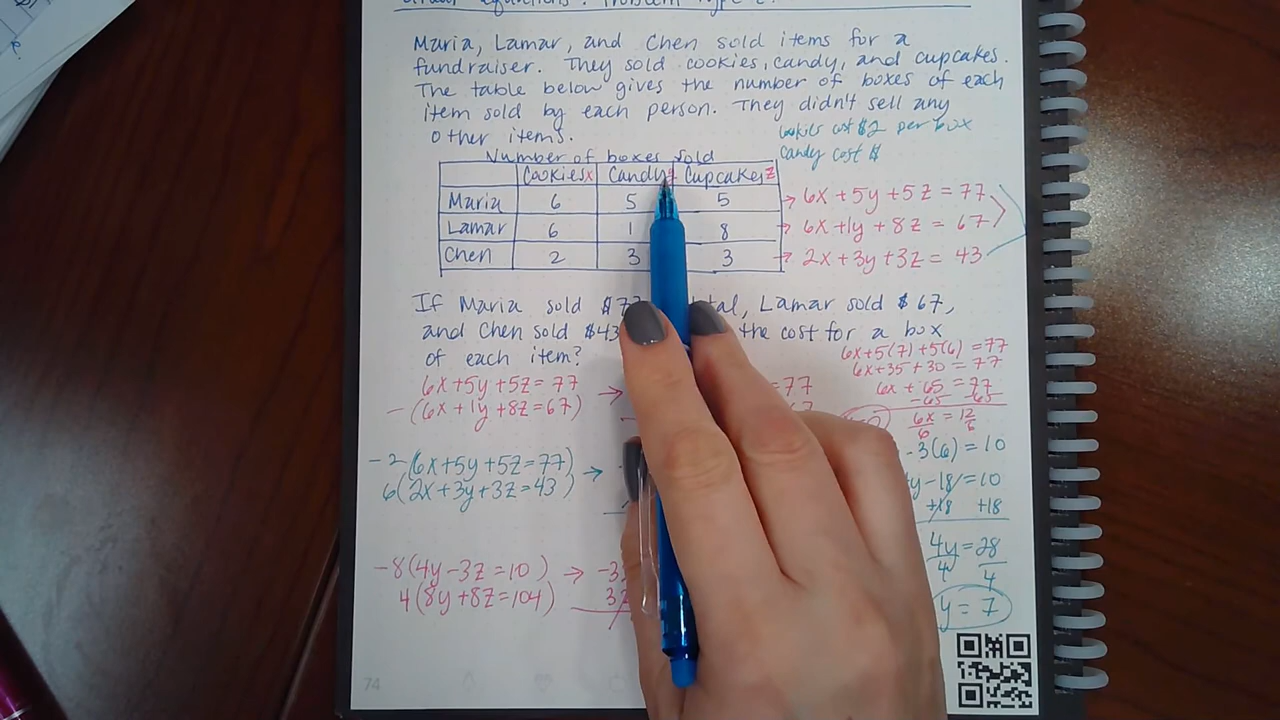 Maria, Lamar, and Chen sold items for a
fundraiser. They sold cookies, candy, and cupcakes.
The table below gives the number of boxes of each
item sold by each person. They didn't sell any
other items.
cookies cost $2 per box
candy cost $
Number of boxes sold
Cookies x Candy Cupcakes z
Maria 6 5 5 → 6x + 5y + 5z = 77
Lamar 6 1 8 → 6x + 1y + 8z = 67
Chen 2 3 3 → 2x + 3y + 3z = 43
If Maria sold $77 Lamar sold $67,
and Chen sold $43 the cost for a box
of each item?
6x+5(7)+5(6)=77
6x+35+30=77
6x+65=77
-65 -65
6x = 12
6 6
6x+5y+5z=77 → =77
-(6x+1y+8z=67)
-3(6)=10
-2(6x+5y+5z=77) →
6(2x+3y+3z=43)
y-18=10
+18 +18
4y=28
4 4
y=7
-8(4y-3z=10) →
4(8y+8z=104)
74